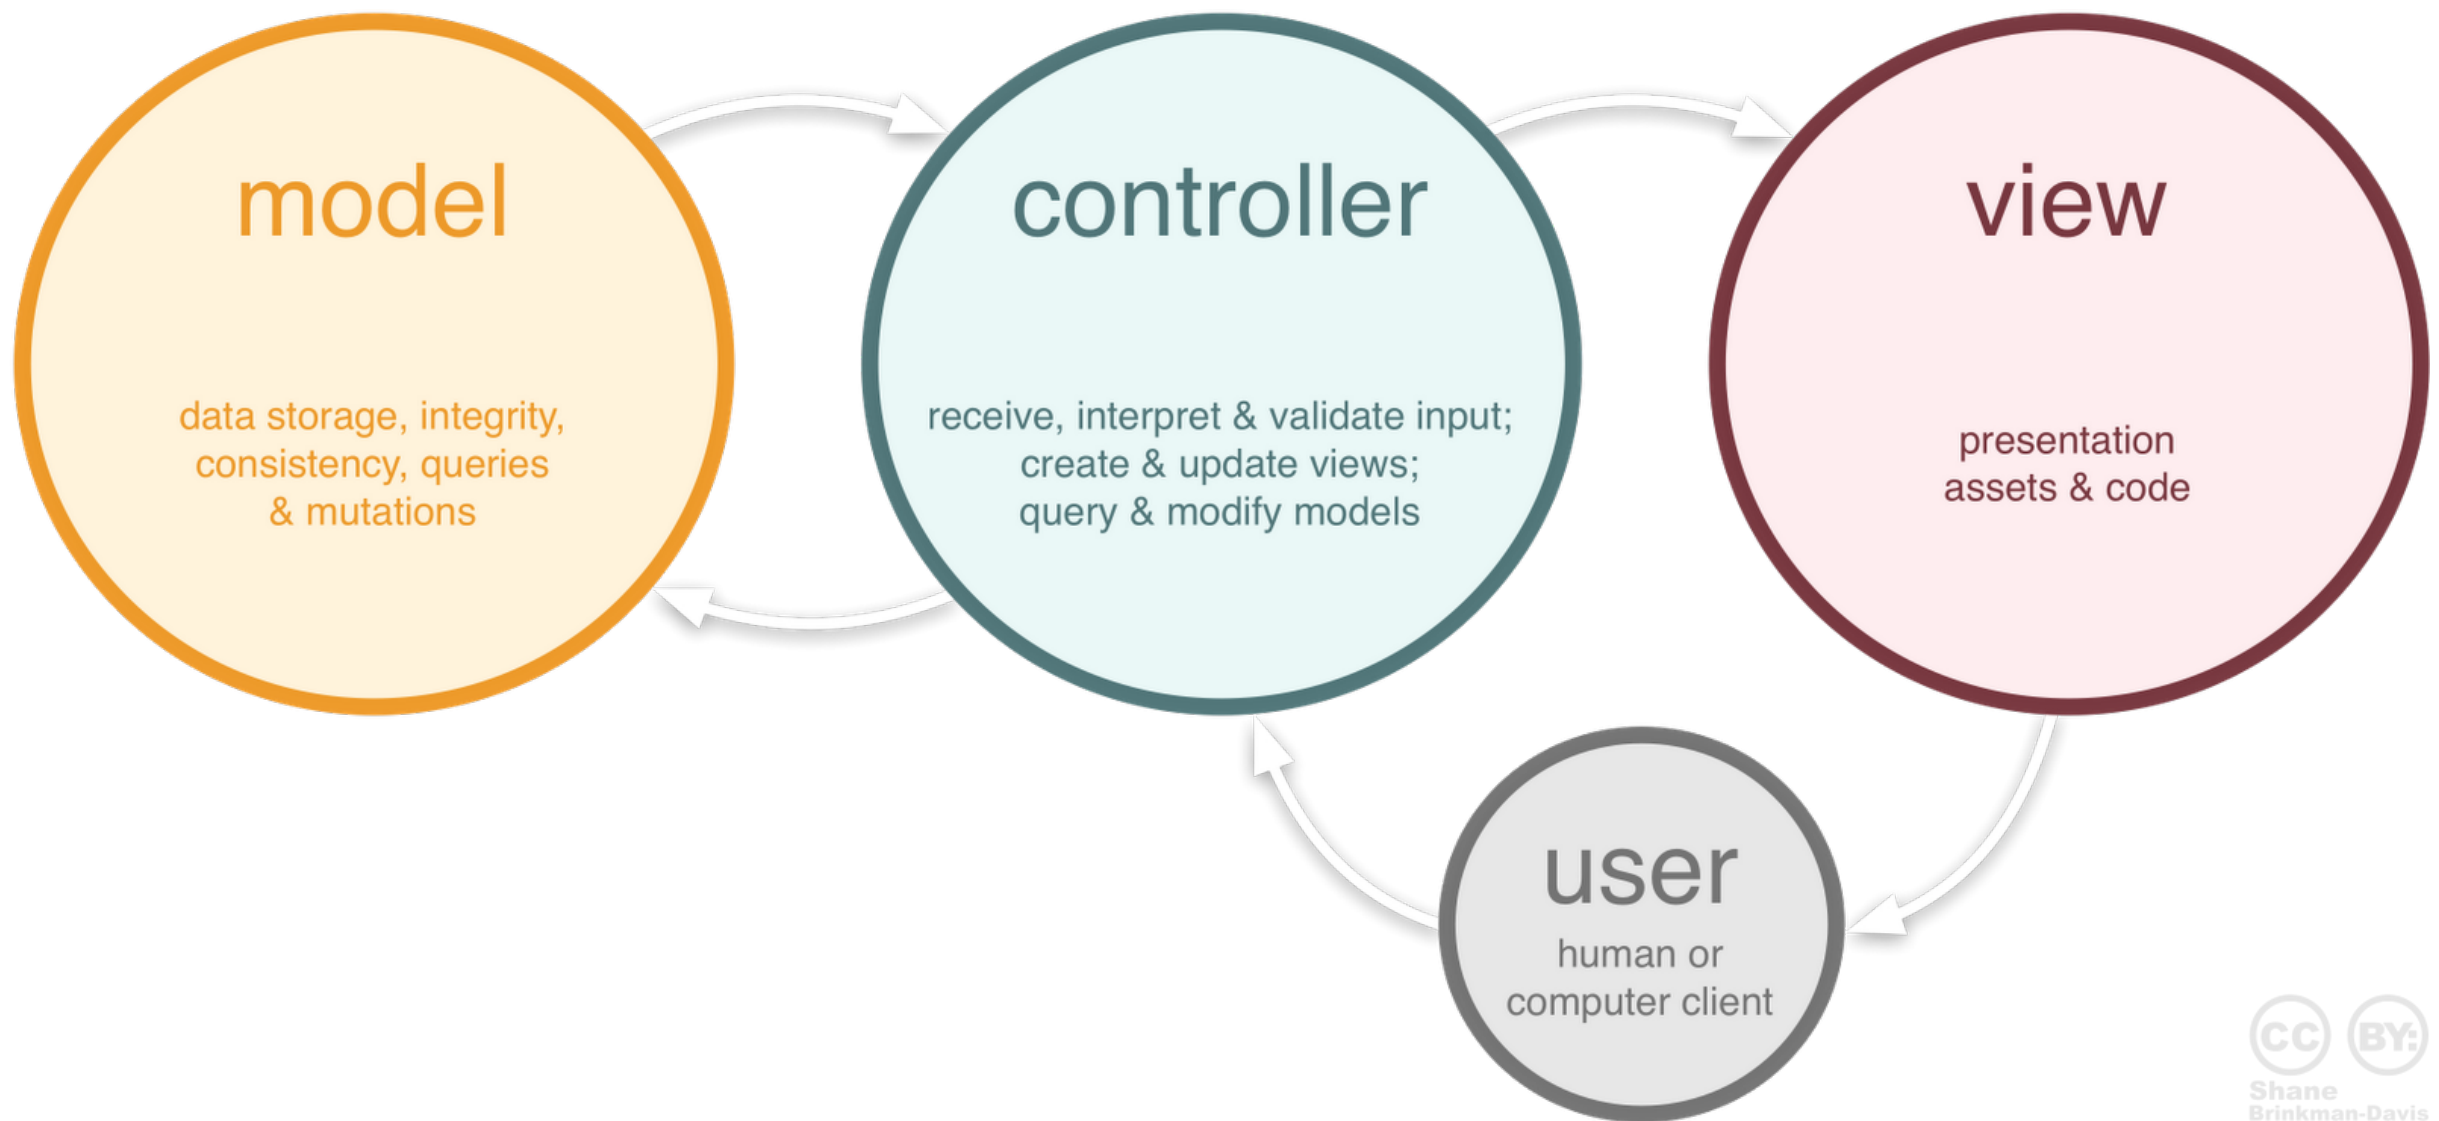 model
data storage, integrity,
consistency, queries
& mutations
controller
receive, interpret & validate input;
create & update views;
query & modify models
view
presentation
assets & code
user
human or
computer client
CC BY:
Shane
Brinkman-Davis